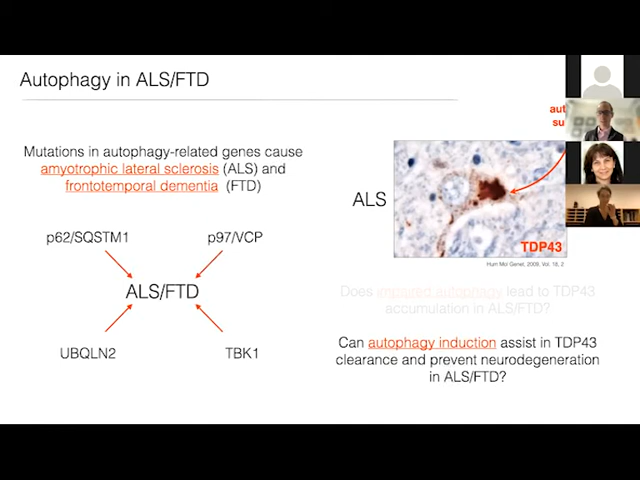 Autophagy in ALS/FTD
Mutations in autophagy-related genes cause
amyotrophic lateral sclerosis (ALS) and
frontotemporal dementia (FTD)
p62/SQSTM1
p97/VCP
ALS/FTD
UBQLN2
TBK1
aut
su
ALS
TDP43
Hum Mol Genet, 2009, Vol. 18, 2
Does impaired autophagy lead to TDP43
accumulation in ALS/FTD?
Can autophagy induction assist in TDP43
clearance and prevent neurodegeneration
in ALS/FTD?